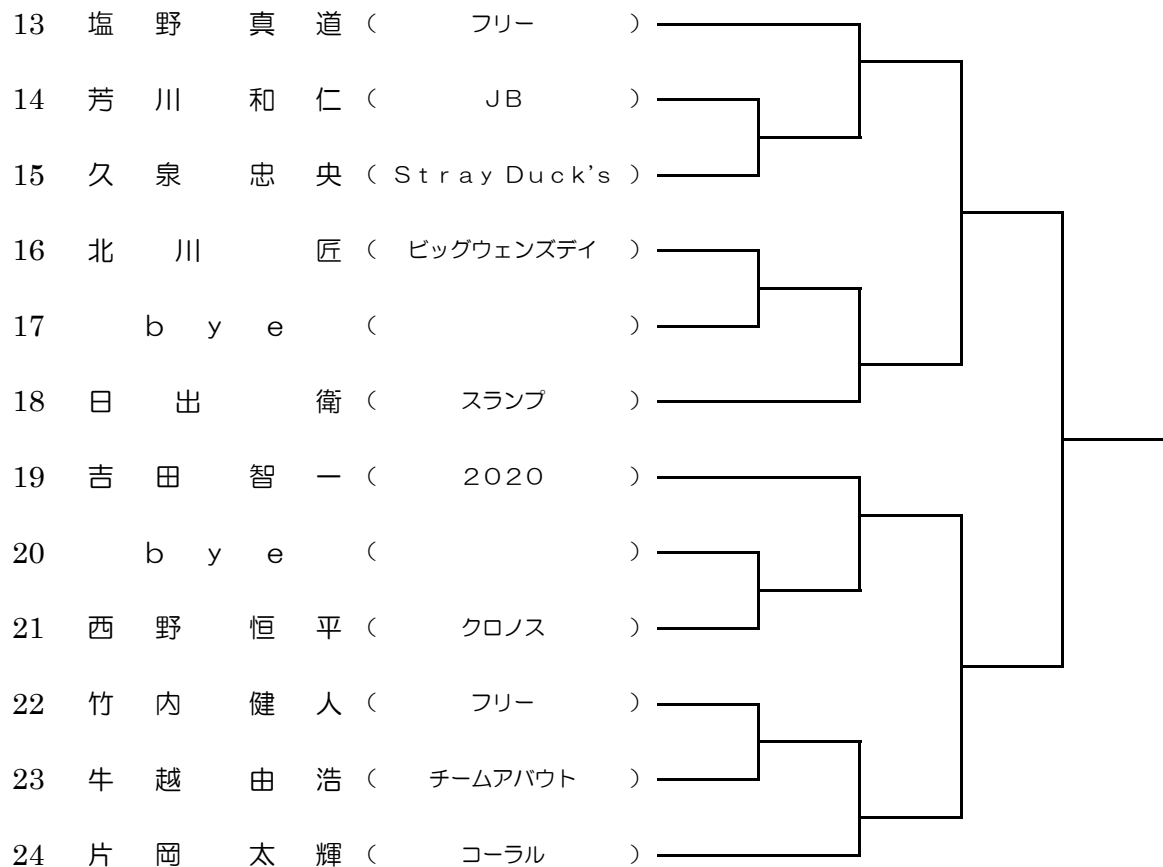 13 塩野 真道 （ フリー ）
14 芳川 和仁 （ ＪＢ ）
15 久泉 忠央 （ Ｓｔｒａｙ Ｄｕｃｋ’ｓ ）
16 北川 匠 （ ビッグウェンズデイ ）
17 ｂｙｅ （ ）
18 日出 衛 （ スランプ ）
19 吉田 智一 （ ２０２０ ）
20 ｂｙｅ （ ）
21 西野 恒平 （ クロノス ）
22 竹内 健人 （ フリー ）
23 牛越 由浩 （ チームアバウト ）
24 片岡 太輝 （ コーラル ）